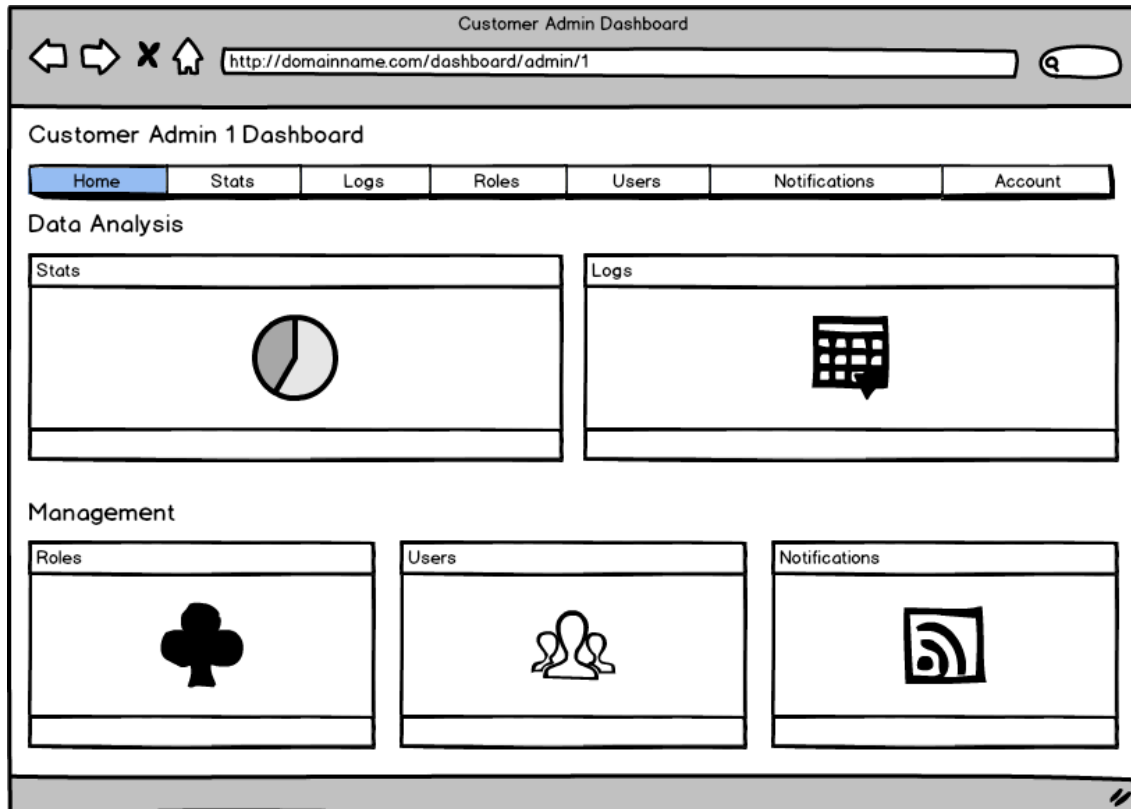 Customer Admin Dashboard
http://domainname.com/dashboard/admin/1
Customer Admin 1 Dashboard
Home Stats Logs Roles Users Notifications Account
Data Analysis
Stats Logs
Management
Roles Users Notifications